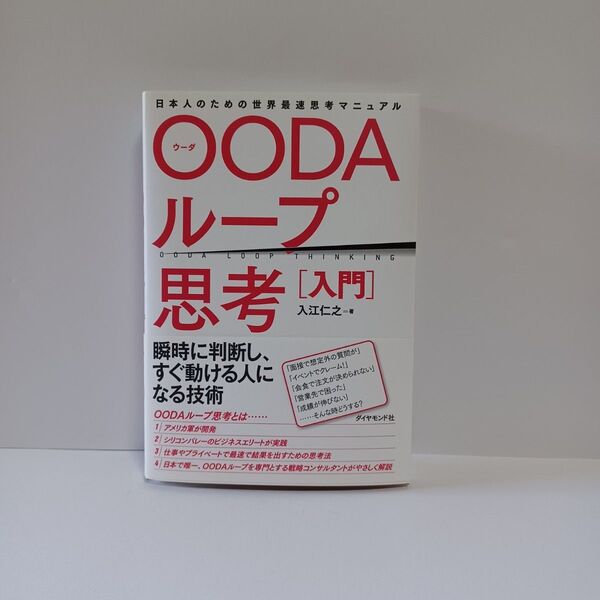 日本人のための世界最速思考マニュアル
OODA
ウーダ
ループ
OODA LOOP THINKING
思考[入門]
入江仁之=著
瞬時に判断し、
すぐ動ける人に
なる技術
「面接で想定外の質問が」
「イベントでクレーム!」
「会食で注文が決められない」
「営業先で困った」
「成績が伸びない」
……そんな時どうする?
ダイヤモンド社
OODAループ思考とは……
1 アメリカ軍が開発
2 シリコンバレーのビジネスエリートが実践
3 仕事やプライベートで最速で結果を出すための思考法
4 日本で唯一、OODAループを専門とする戦略コンサルタントがやさしく解説